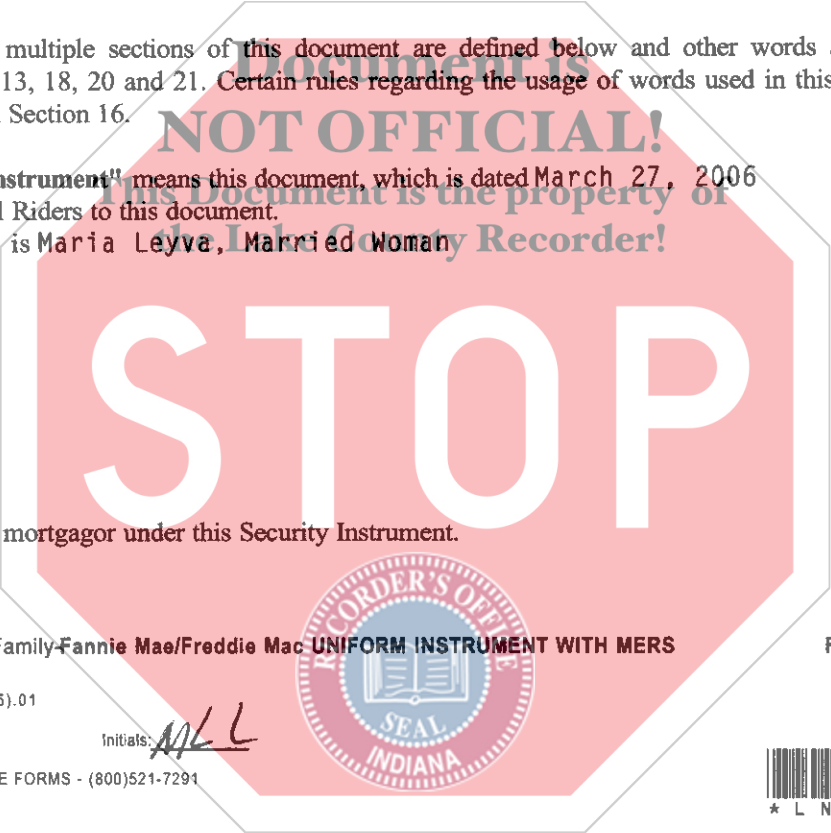 multiple sections of this document are defined below and other words
13, 18, 20 and 21. Certain rules regarding the usage of words used in this
Section 16.
Document is
NOT OFFICIAL!
This Document is the property of
the Lake County Recorder!
nstrument" means this document, which is dated March 27, 2006
Riders to this document.
is Maria Leyva, Married Woman
STOP
mortgagor under this Security Instrument.
RECORDER'S OFFICE
SEAL
INDIANA
Family-Fannie Mae/Freddie Mac UNIFORM INSTRUMENT WITH MERS
5).01
Initials: MLL
E FORMS - (800)521-7291
* L N